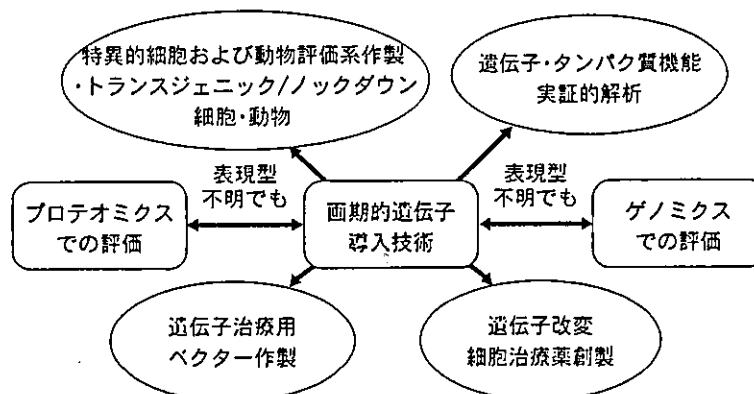 特異的細胞および動物評価系作製
・トランスジェニック/ノックダウン
細胞・動物
遺伝子・タンパク質機能
実証的解析
表現型
不明でも
表現型
不明でも
プロテオミクス
での評価
画期的遺伝子
導入技術
ゲノミクス
での評価
遺伝子治療用
ベクター作製
遺伝子改変
細胞治療薬創製